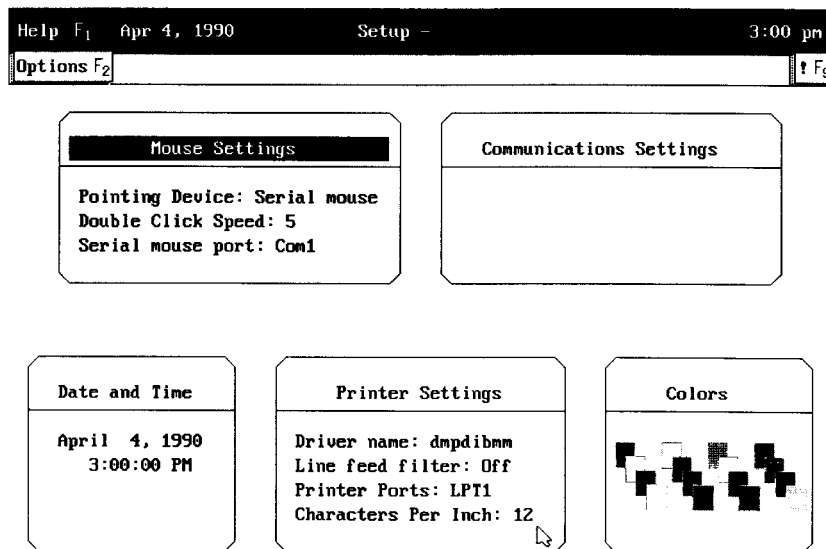 Help F1 Apr 4, 1990 Setup – 3:00 pm
Options F2 ! F9
Mouse Settings
Pointing Device: Serial mouse
Double Click Speed: 5
Serial mouse port: Com1
Communications Settings
Date and Time
April 4, 1990
3:00:00 PM
Printer Settings
Driver name: dmpdibmm
Line feed filter: Off
Printer Ports: LPT1
Characters Per Inch: 12
Colors